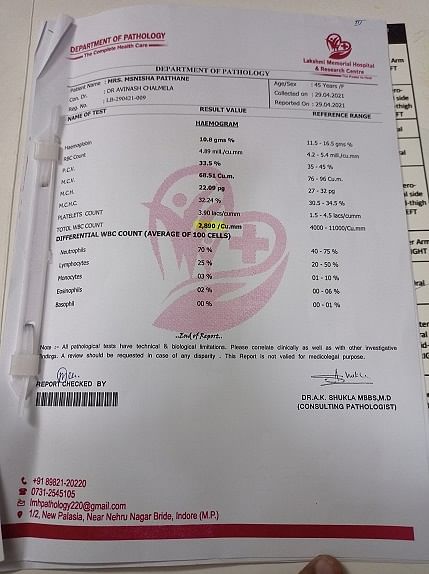 DEPARTMENT OF PATHOLOGY
The Complete Health Care
Lakshmi Memorial Hospital
& Research Centre
DEPARTMENT OF PATHOLOGY
Patient Name : MRS. MSNISHA PAITHANE
Age/Sex : 45 Years /F
Con. Dr. DR AVINASH CHALMELA
Collected on : 29.04.2021
Reg. No. : LB-290421-009
Reported On : 29.04.2021
NAME OF TEST RESULT VALUE REFERENCE RANGE
HAEMOGRAM
Haemoglobin 10.8 gms % 11.5 - 16.5 gms %
RBC Count 4.89 mill./cu.mm 4.2 - 5.4 mill./cu.mm
P.C.V. 33.5 % 35 - 45 %
M.C.V. 68.51 Cu.m. 76 - 96 Cu.m.
M.C.H. 22.09 pg 27 - 32 pg
M.C.H.C. 32.24 % 30.5 - 34.5 %
PLATELETS COUNT 3.90 lacs/cumm 1.5 - 4.5 lacs/cu.mm
TOTOL WBC COUNT 2,890 /Cu.mm 4000 - 11000/Cu.mm
DIFFERENTIAL WBC COUNT (AVERAGE OF 100 CELLS)
Neutrophils 70 % 40 - 75 %
Lymphocytes 25 % 20 - 50 %
Monocytes 03 % 01 - 10 %
Eosinophils 02 % 00 - 06 %
Basophil 00 % 00 - 01 %
..End of Report..
Note :- All pathological tests have technical & biological limitations. Please correlate clinically as well as with other investigative
findings. A review should be requested in case of any disparity . This Report is not valid for medicolegal purpose.
REPORT CHECKED BY
DR.A.K. SHUKLA MBBS,M.D
(CONSULTING PATHOLOGIST)
+91 89821-20220
0731-2545105
lmhpathology220@gmail.com
1/2, New Palasia, Near Nehru Nagar Bride, Indore (M.P.)